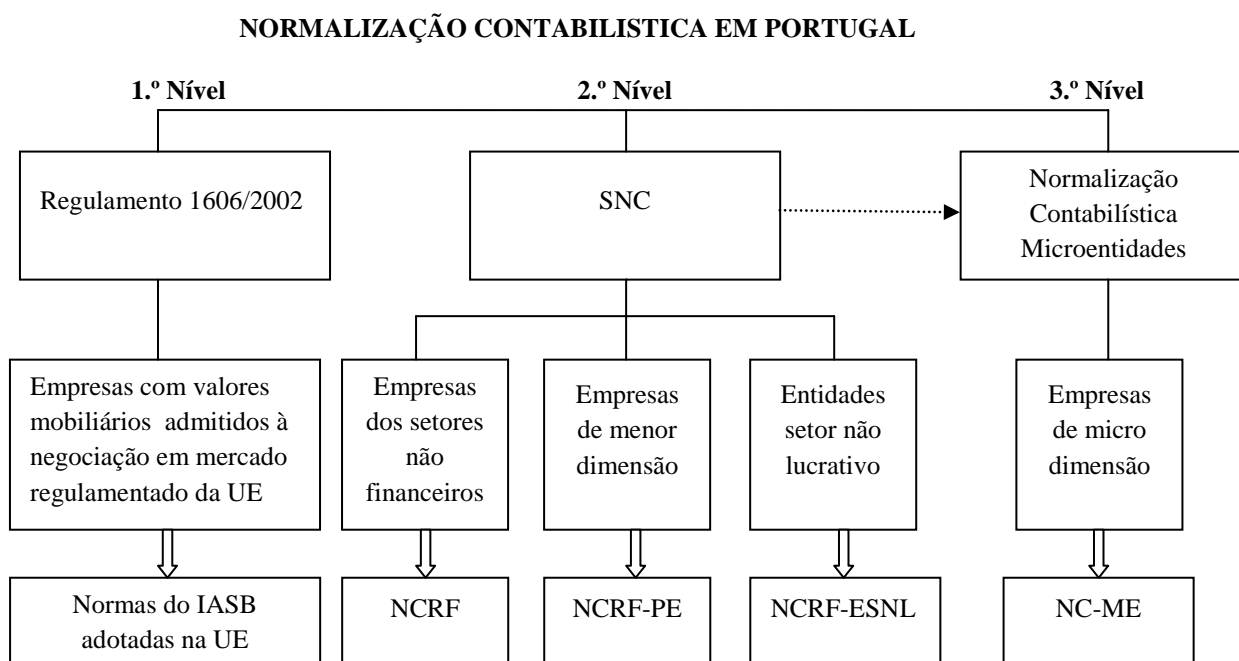 NORMALIZAÇÃO CONTABILISTICA EM PORTUGAL
1.º Nível
2.º Nível
3.º Nível
Regulamento 1606/2002
SNC
Normalização
Contabilística
Microentidades
Empresas com valores
mobiliários admitidos à
negociação em mercado
regulamentado da UE
Empresas
dos setores
não
financeiros
Empresas
de menor
dimensão
Entidades
setor não
lucrativo
Empresas
de micro
dimensão
Normas do IASB
adotadas na UE
NCRF
NCRF-PE
NCRF-ESNL
NC-ME